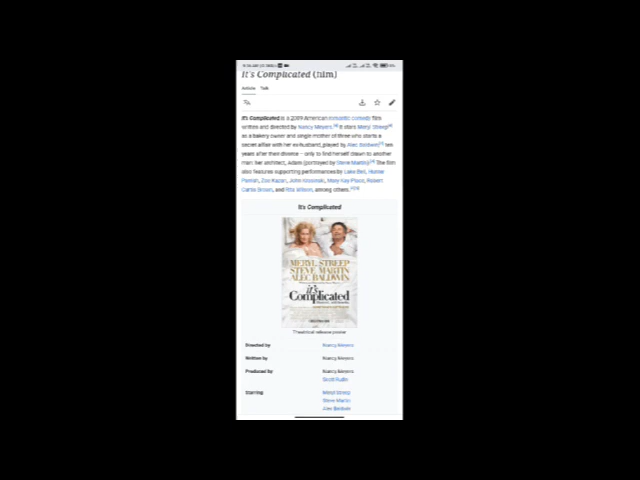 It's Complicated (film)
Article Talk
It's Complicated is a 2009 American romantic comedy film
written and directed by Nancy Meyers. It stars Meryl Streep
as a bakery owner and single mother of three who starts a
secret affair with her ex-husband, played by Alec Baldwin, ten
years after their divorce – only to find herself drawn to another
man: her architect, Adam (portrayed by Steve Martin). The film
also features supporting performances by Lake Bell, Hunter
Parrish, Zoe Kazan, John Krasinski, Mary Kay Place, Robert
Curtis Brown, and Rita Wilson, among others.
It's Complicated
MERYL STREEP
STEVE MARTIN
ALEC BALDWIN
it's
Complicated
Theatrical release poster
Directed by Nancy Meyers
Written by Nancy Meyers
Produced by Nancy Meyers
Scott Rudin
Starring Meryl Streep
Steve Martin
Alec Baldwin